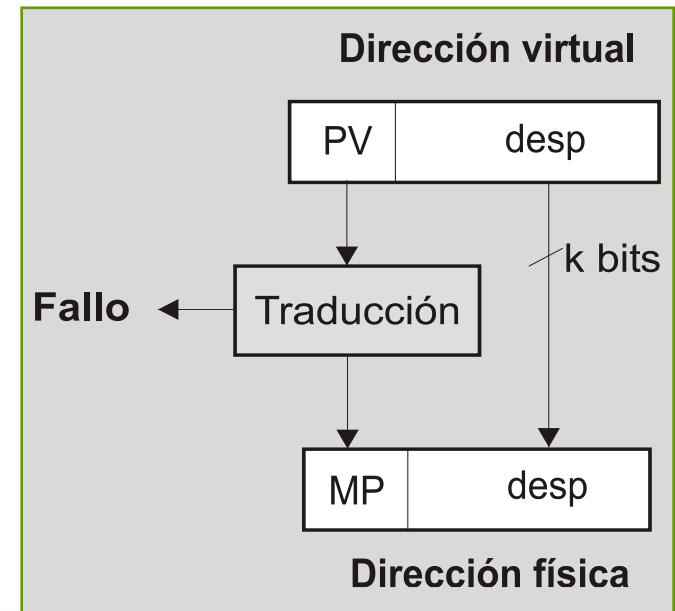 Dirección virtual
PV desp
k bits
Fallo Traducción
MP desp
Dirección física